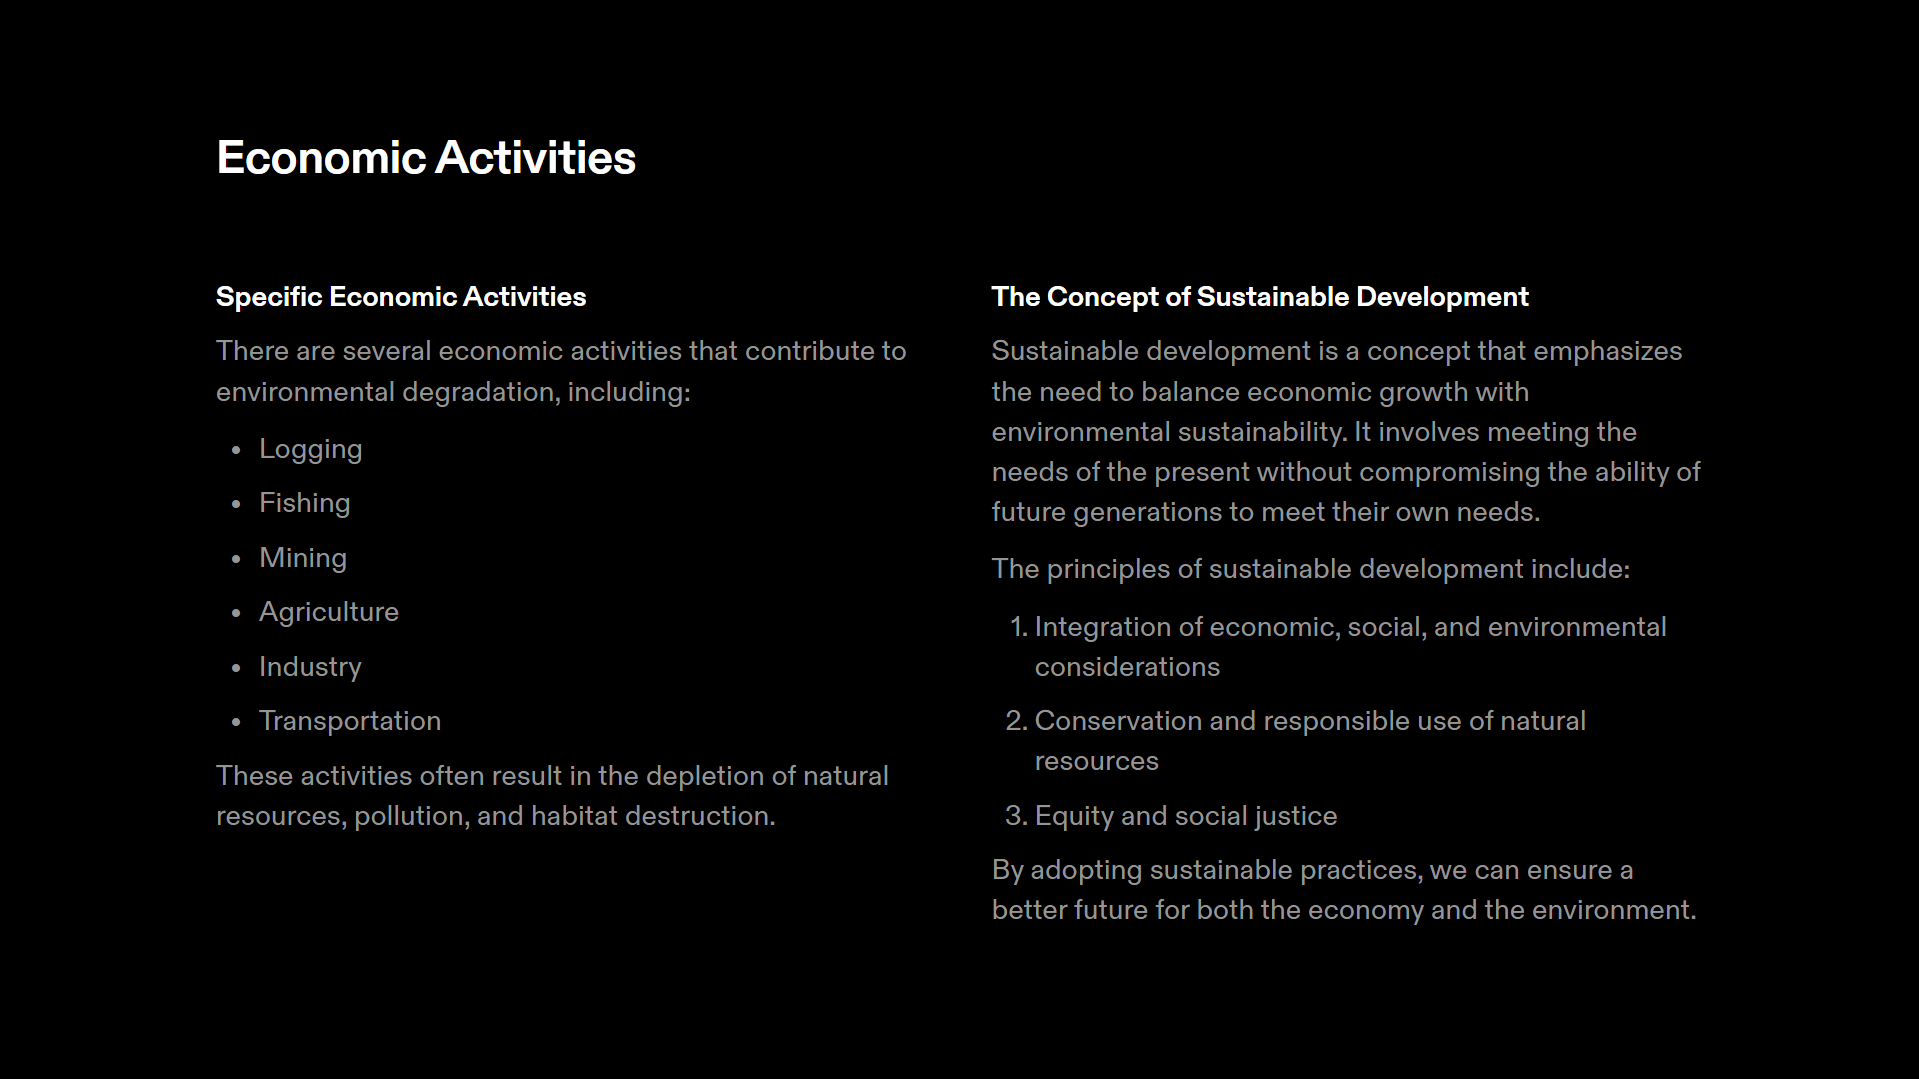 Economic Activities
Specific Economic Activities
There are several economic activities that contribute to
environmental degradation, including:
• Logging
• Fishing
• Mining
• Agriculture
• Industry
• Transportation
These activities often result in the depletion of natural
resources, pollution, and habitat destruction.
The Concept of Sustainable Development
Sustainable development is a concept that emphasizes
the need to balance economic growth with
environmental sustainability. It involves meeting the
needs of the present without compromising the ability of
future generations to meet their own needs.
The principles of sustainable development include:
1. Integration of economic, social, and environmental
considerations
2. Conservation and responsible use of natural
resources
3. Equity and social justice
By adopting sustainable practices, we can ensure a
better future for both the economy and the environment.